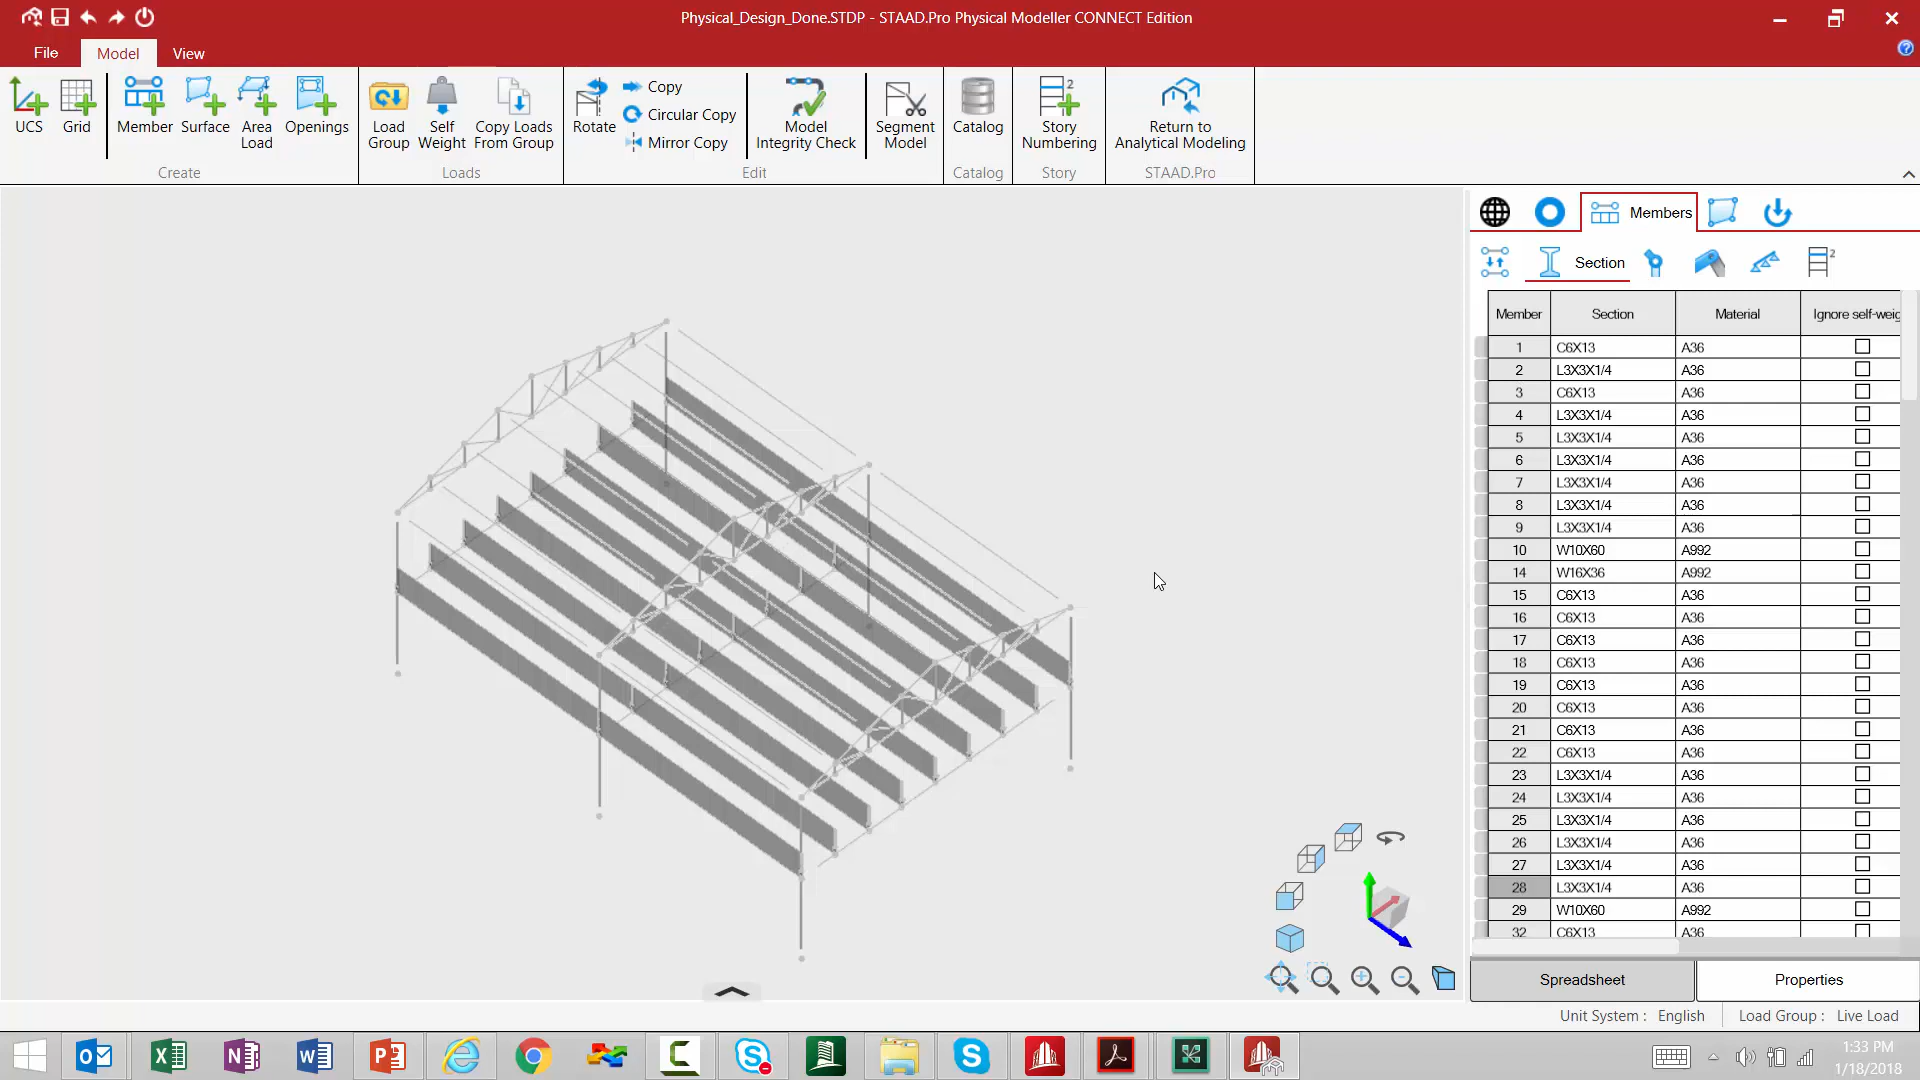 Physical_Design_Done.STDP - STAAD.Pro Physical Modeller CONNECT Edition
File Model View
UCS Grid Member Surface Area Load Openings
Create
Load Group Self Weight Copy Loads From Group
Loads
Rotate Copy Circular Copy Mirror Copy Model Integrity Check Segment Model
Edit
Catalog
Catalog
Story Numbering
Story
Return to Analytical Modeling
STAAD.Pro
Members
Section
Member Section Material Ignore self-weig
1 C6X13 A36
2 L3X3X1/4 A36
3 C6X13 A36
4 L3X3X1/4 A36
5 L3X3X1/4 A36
6 L3X3X1/4 A36
7 L3X3X1/4 A36
8 L3X3X1/4 A36
9 L3X3X1/4 A36
10 W10X60 A992
14 W16X36 A992
15 C6X13 A36
16 C6X13 A36
17 C6X13 A36
18 C6X13 A36
19 C6X13 A36
20 C6X13 A36
21 C6X13 A36
22 C6X13 A36
23 L3X3X1/4 A36
24 L3X3X1/4 A36
25 L3X3X1/4 A36
26 L3X3X1/4 A36
27 L3X3X1/4 A36
28 L3X3X1/4 A36
29 W10X60 A992
32 C6X13 A36
Spreadsheet Properties
Unit System : English Load Group : Live Load
1:33 PM
1/18/2018